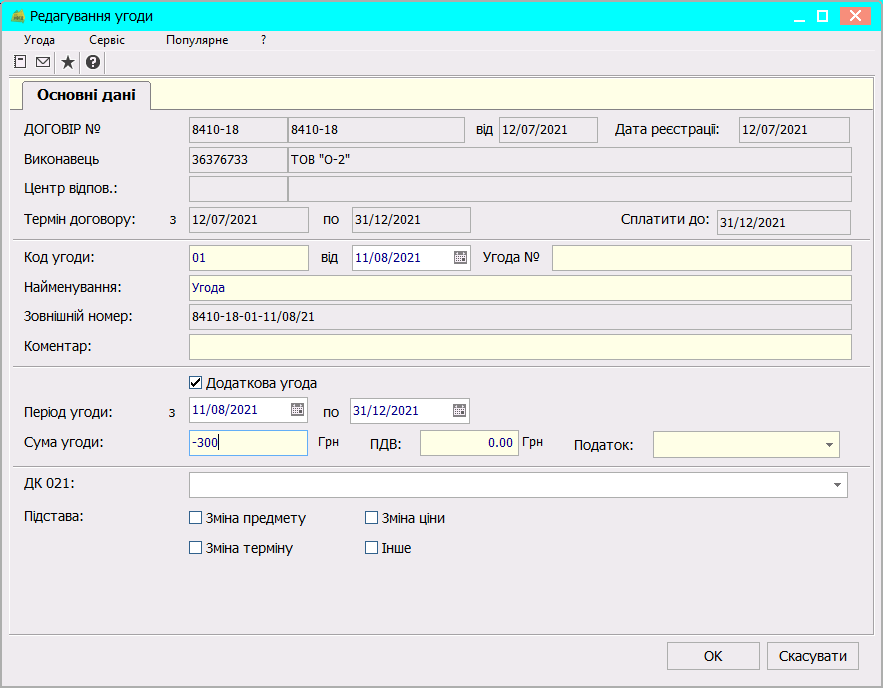 Редагування угоди
Угода Сервіс Популярне ?
Основні дані
ДОГОВІР № 8410-18 8410-18 від 12/07/2021 Дата реєстрації: 12/07/2021
Виконавець 36376733 ТОВ "О-2"
Центр відпов.:
Термін договору: з 12/07/2021 по 31/12/2021 Сплатити до: 31/12/2021
Код угоди: 01 від 11/08/2021 Угода №
Найменування: Угода
Зовнішній номер: 8410-18-01-11/08/21
Коментар:
Додаткова угода
Період угоди: з 11/08/2021 по 31/12/2021
Сума угоди: -300 Грн ПДВ: 0.00 Грн Податок:
ДК 021:
Підстава: Зміна предмету Зміна ціни
Зміна терміну Інше
ОК Скасувати